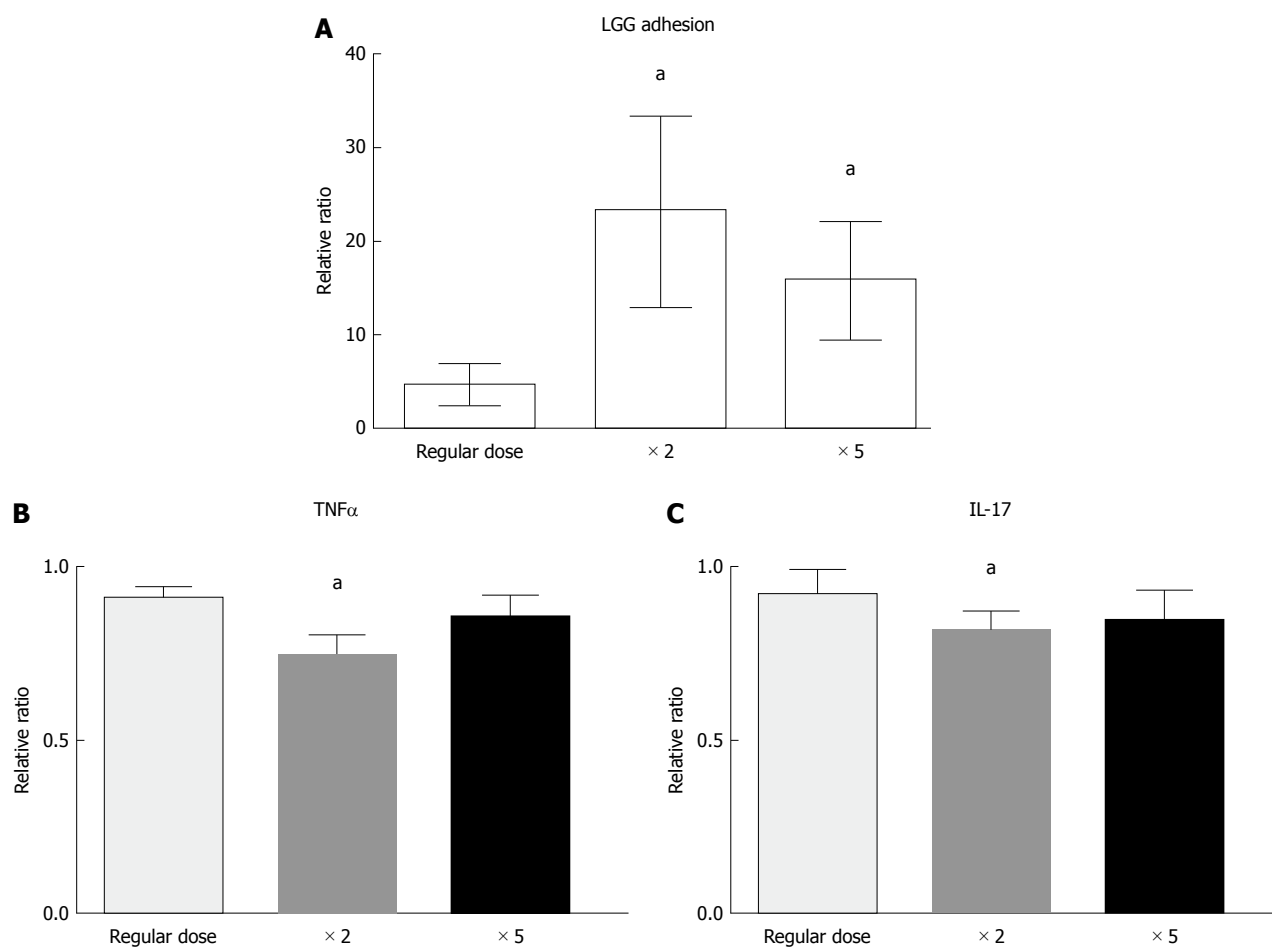 A
LGG adhesion
40
30
20
10
0
Relative ratio
a
a
Regular dose
× 2
× 5
B
TNFα
1.0
0.5
0.0
Relative ratio
a
Regular dose
× 2
× 5
C
IL-17
1.0
0.5
0.0
Relative ratio
a
Regular dose
× 2
× 5